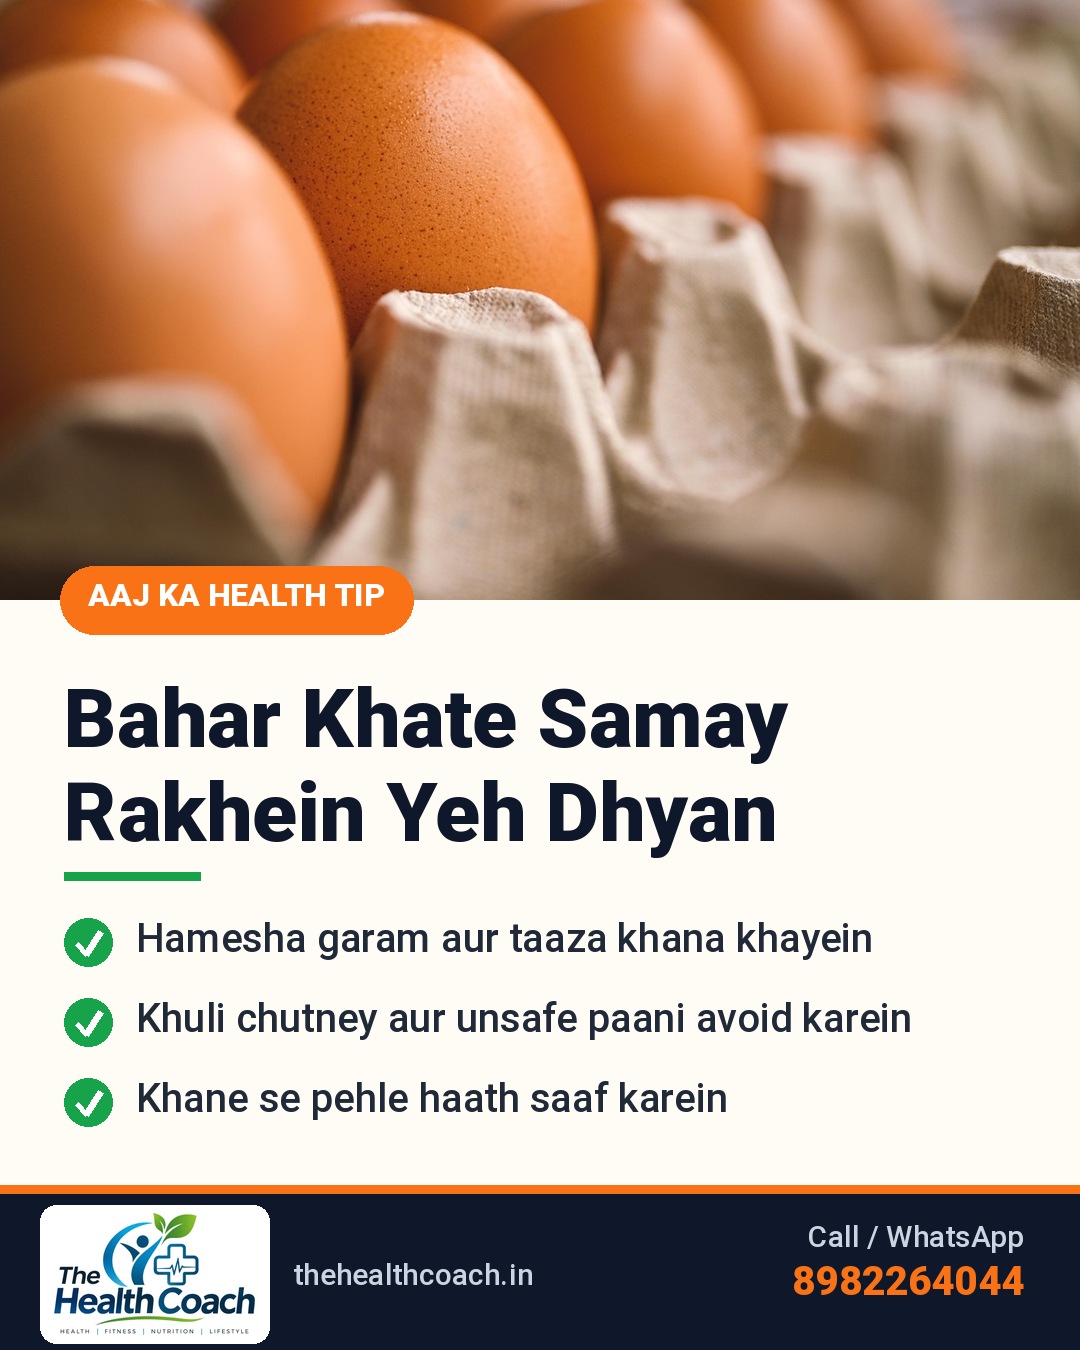 AAJ KA HEALTH TIP
Bahar Khate Samay
Rakhein Yeh Dhyan
Hamesha garam aur taaza khana khayein
Khuli chutney aur unsafe paani avoid karein
Khane se pehle haath saaf karein
The
Health Coach
HEALTH | FITNESS | NUTRITION | LIFESTYLE
thehealthcoach.in
Call / WhatsApp
8982264044